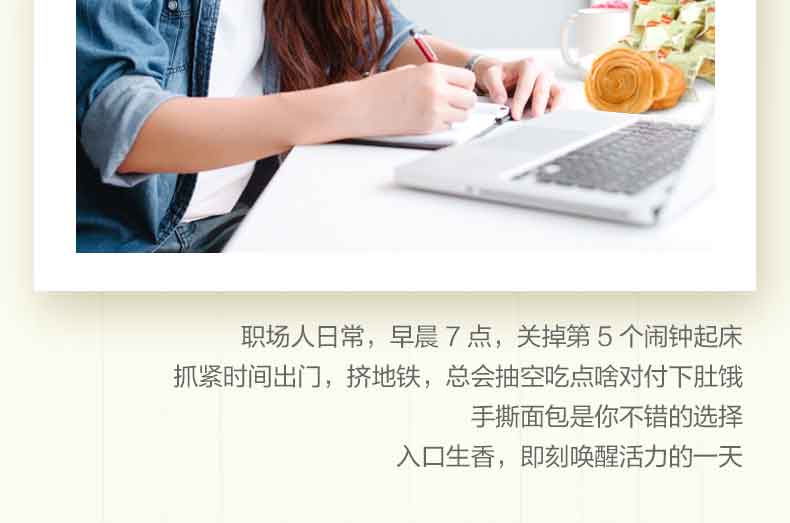 职场人日常，早晨 7 点，关掉第 5 个闹钟起床
抓紧时间出门，挤地铁，总会抽空吃点啥对付下肚饿
手撕面包是你不错的选择
入口生香，即刻唤醒活力的一天